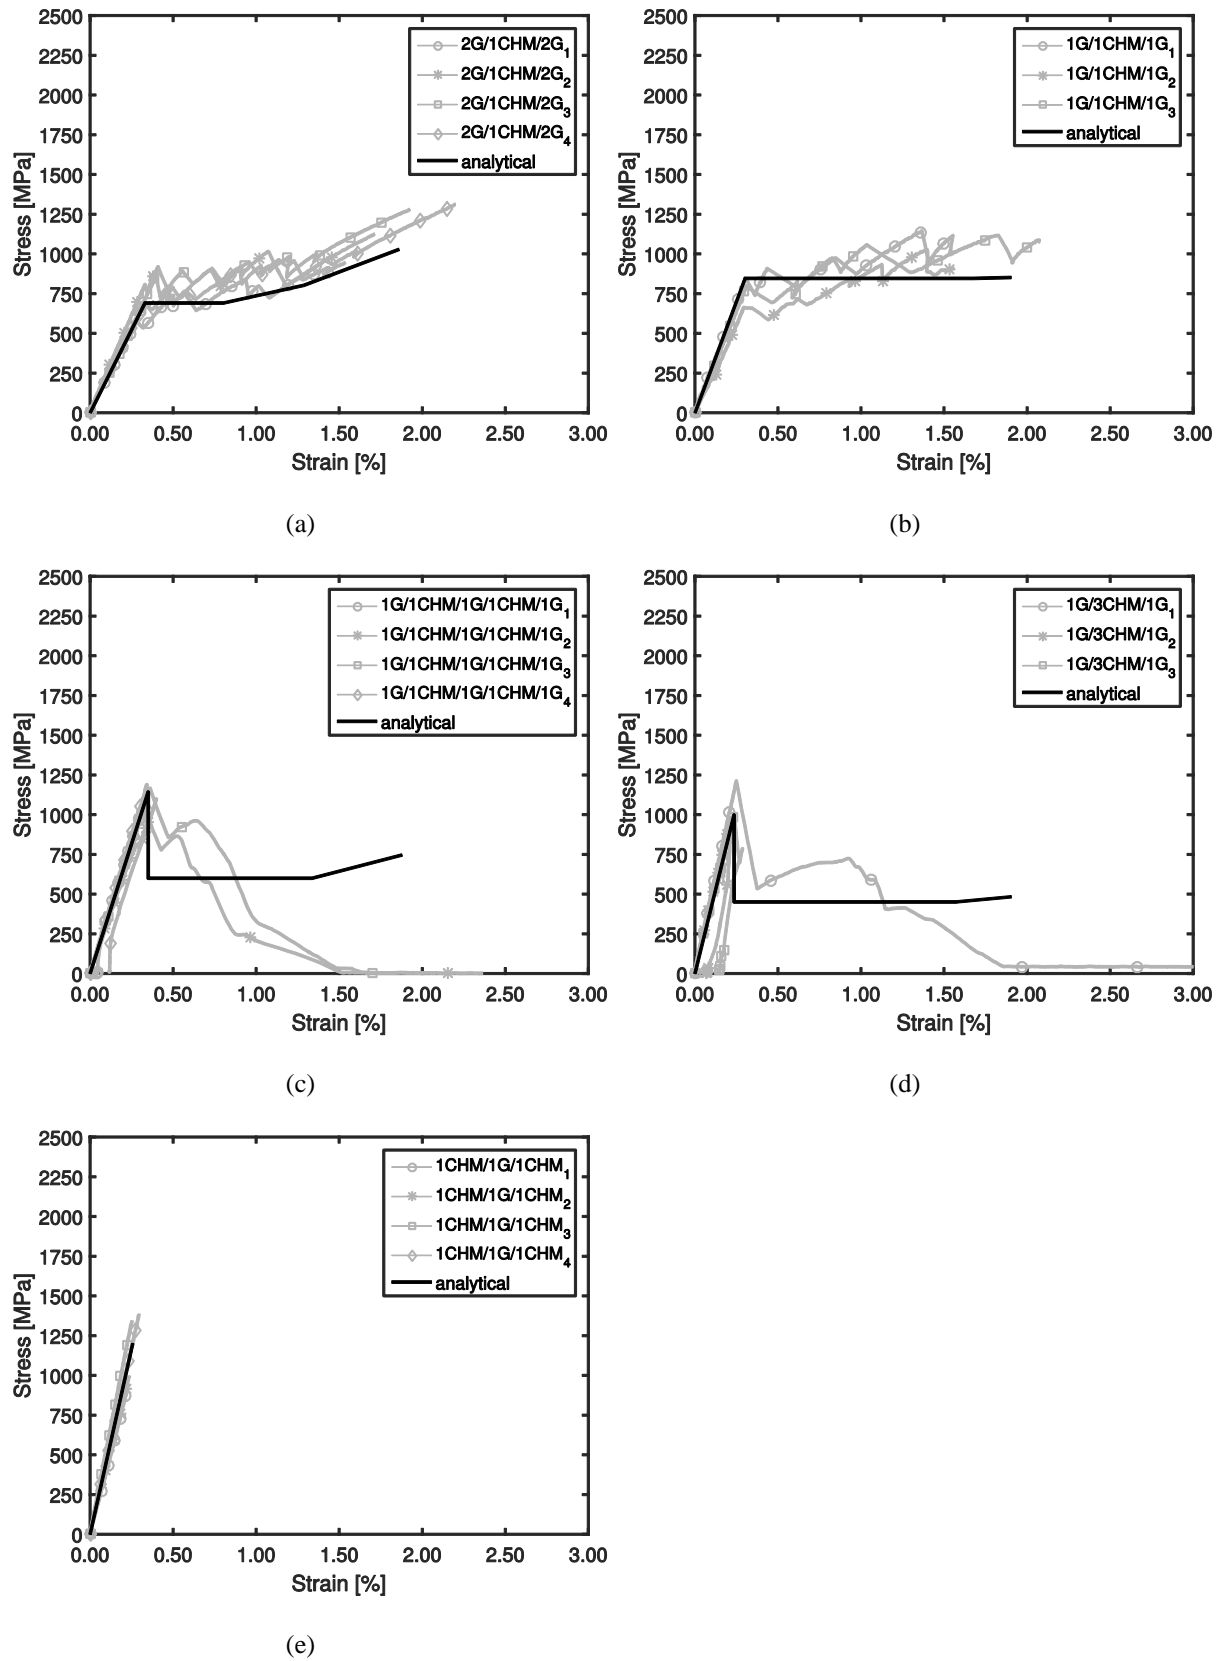 2500
2250
2000
1750
1500
1250
1000
750
500
250
0
Stress [MPa]
2G/1CHM/2G1
2G/1CHM/2G2
2G/1CHM/2G3
2G/1CHM/2G4
analytical
0.00 0.50 1.00 1.50 2.00 2.50 3.00
Strain [%]
(a)
2500
2250
2000
1750
1500
1250
1000
750
500
250
0
Stress [MPa]
1G/1CHM/1G1
1G/1CHM/1G2
1G/1CHM/1G3
analytical
0.00 0.50 1.00 1.50 2.00 2.50 3.00
Strain [%]
(b)
2500
2250
2000
1750
1500
1250
1000
750
500
250
0
Stress [MPa]
1G/1CHM/1G/1CHM/1G1
1G/1CHM/1G/1CHM/1G2
1G/1CHM/1G/1CHM/1G3
1G/1CHM/1G/1CHM/1G4
analytical
0.00 0.50 1.00 1.50 2.00 2.50 3.00
Strain [%]
(c)
2500
2250
2000
1750
1500
1250
1000
750
500
250
0
Stress [MPa]
1G/3CHM/1G1
1G/3CHM/1G2
1G/3CHM/1G3
analytical
0.00 0.50 1.00 1.50 2.00 2.50 3.00
Strain [%]
(d)
2500
2250
2000
1750
1500
1250
1000
750
500
250
0
Stress [MPa]
1CHM/1G/1CHM1
1CHM/1G/1CHM2
1CHM/1G/1CHM3
1CHM/1G/1CHM4
analytical
0.00 0.50 1.00 1.50 2.00 2.50 3.00
Strain [%]
(e)